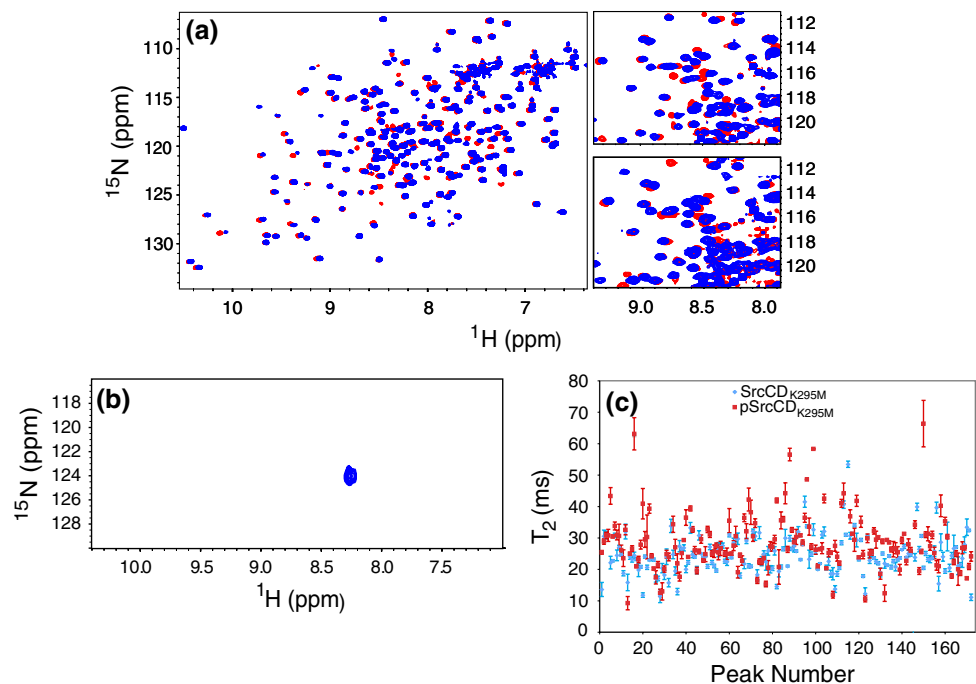 (a)
110
115
120
125
130
15N (ppm)
10 9 8 7
1H (ppm)
112
114
116
118
120
112
114
116
118
120
9.0 8.5 8.0
(b)
118
120
122
124
126
128
15N (ppm)
10.0 9.5 9.0 8.5 8.0 7.5
1H (ppm)
(c)
SrcCDK295M
pSrcCDK295M
80
70
60
50
40
30
20
10
0
T2 (ms)
0 20 40 60 80 100 120 140 160
Peak Number